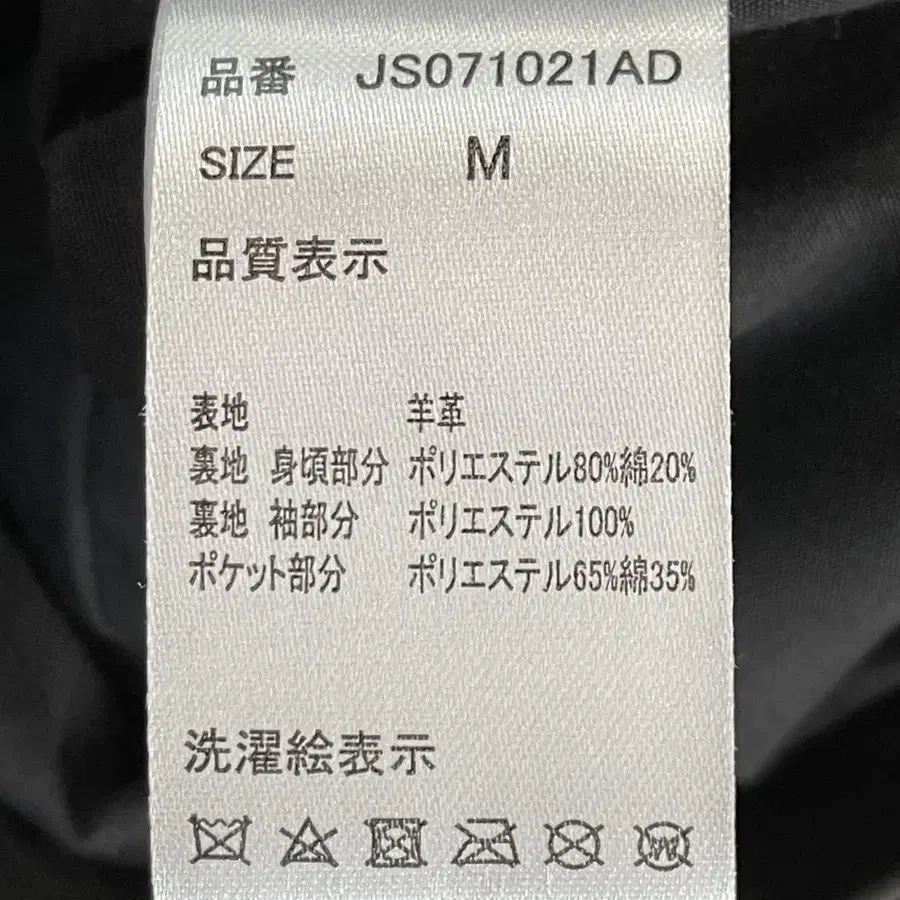 品番 JS071021AD
SIZE M
品質表示
表地 羊革
裏地 身頃部分 ポリエステル80%綿20%
裏地 袖部分 ポリエステル100%
ポケット部分 ポリエステル65%綿35%
洗濯絵表示